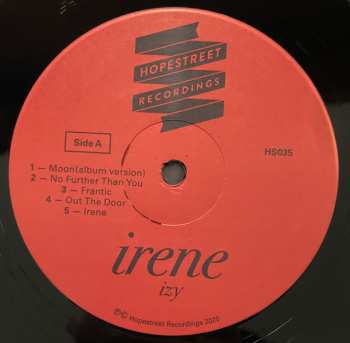 HOPESTREET
RECORDINGS
Side A
HS035
1 — Moon(album version)
2 — No Further Than You
3 — Frantic
4 — Out The Door
5 — Irene
irene
izy
℗© Hopestreet Recordings 2020